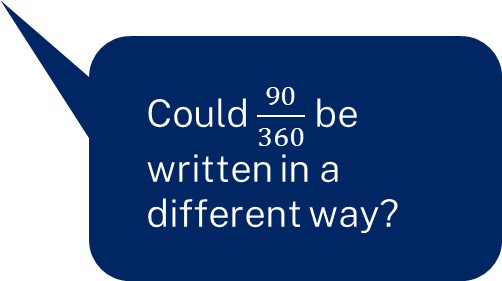 Could 90/360 be
written in a
different way?